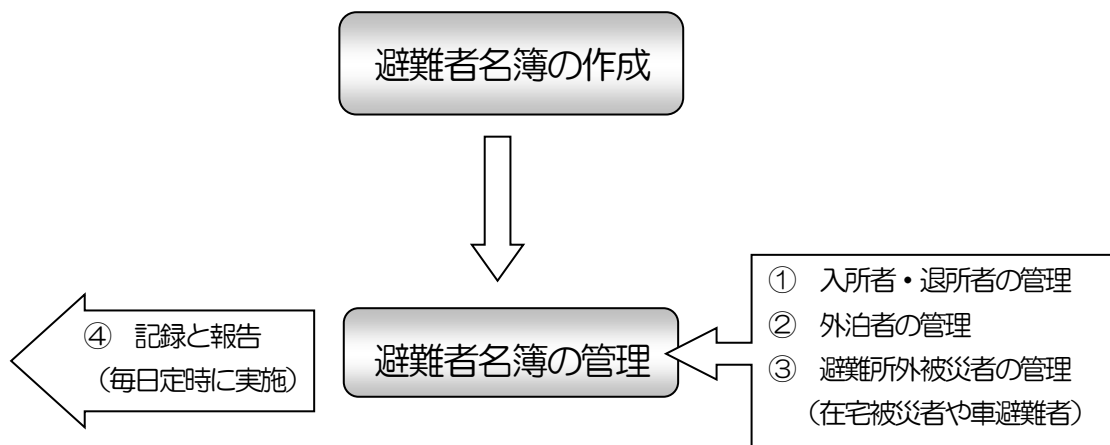 避難者名簿の作成
避難者名簿の管理
① 入所者・退所者の管理
② 外泊者の管理
③ 避難所外被災者の管理
（在宅被災者や車避難者）
④ 記録と報告
（毎日定時に実施）